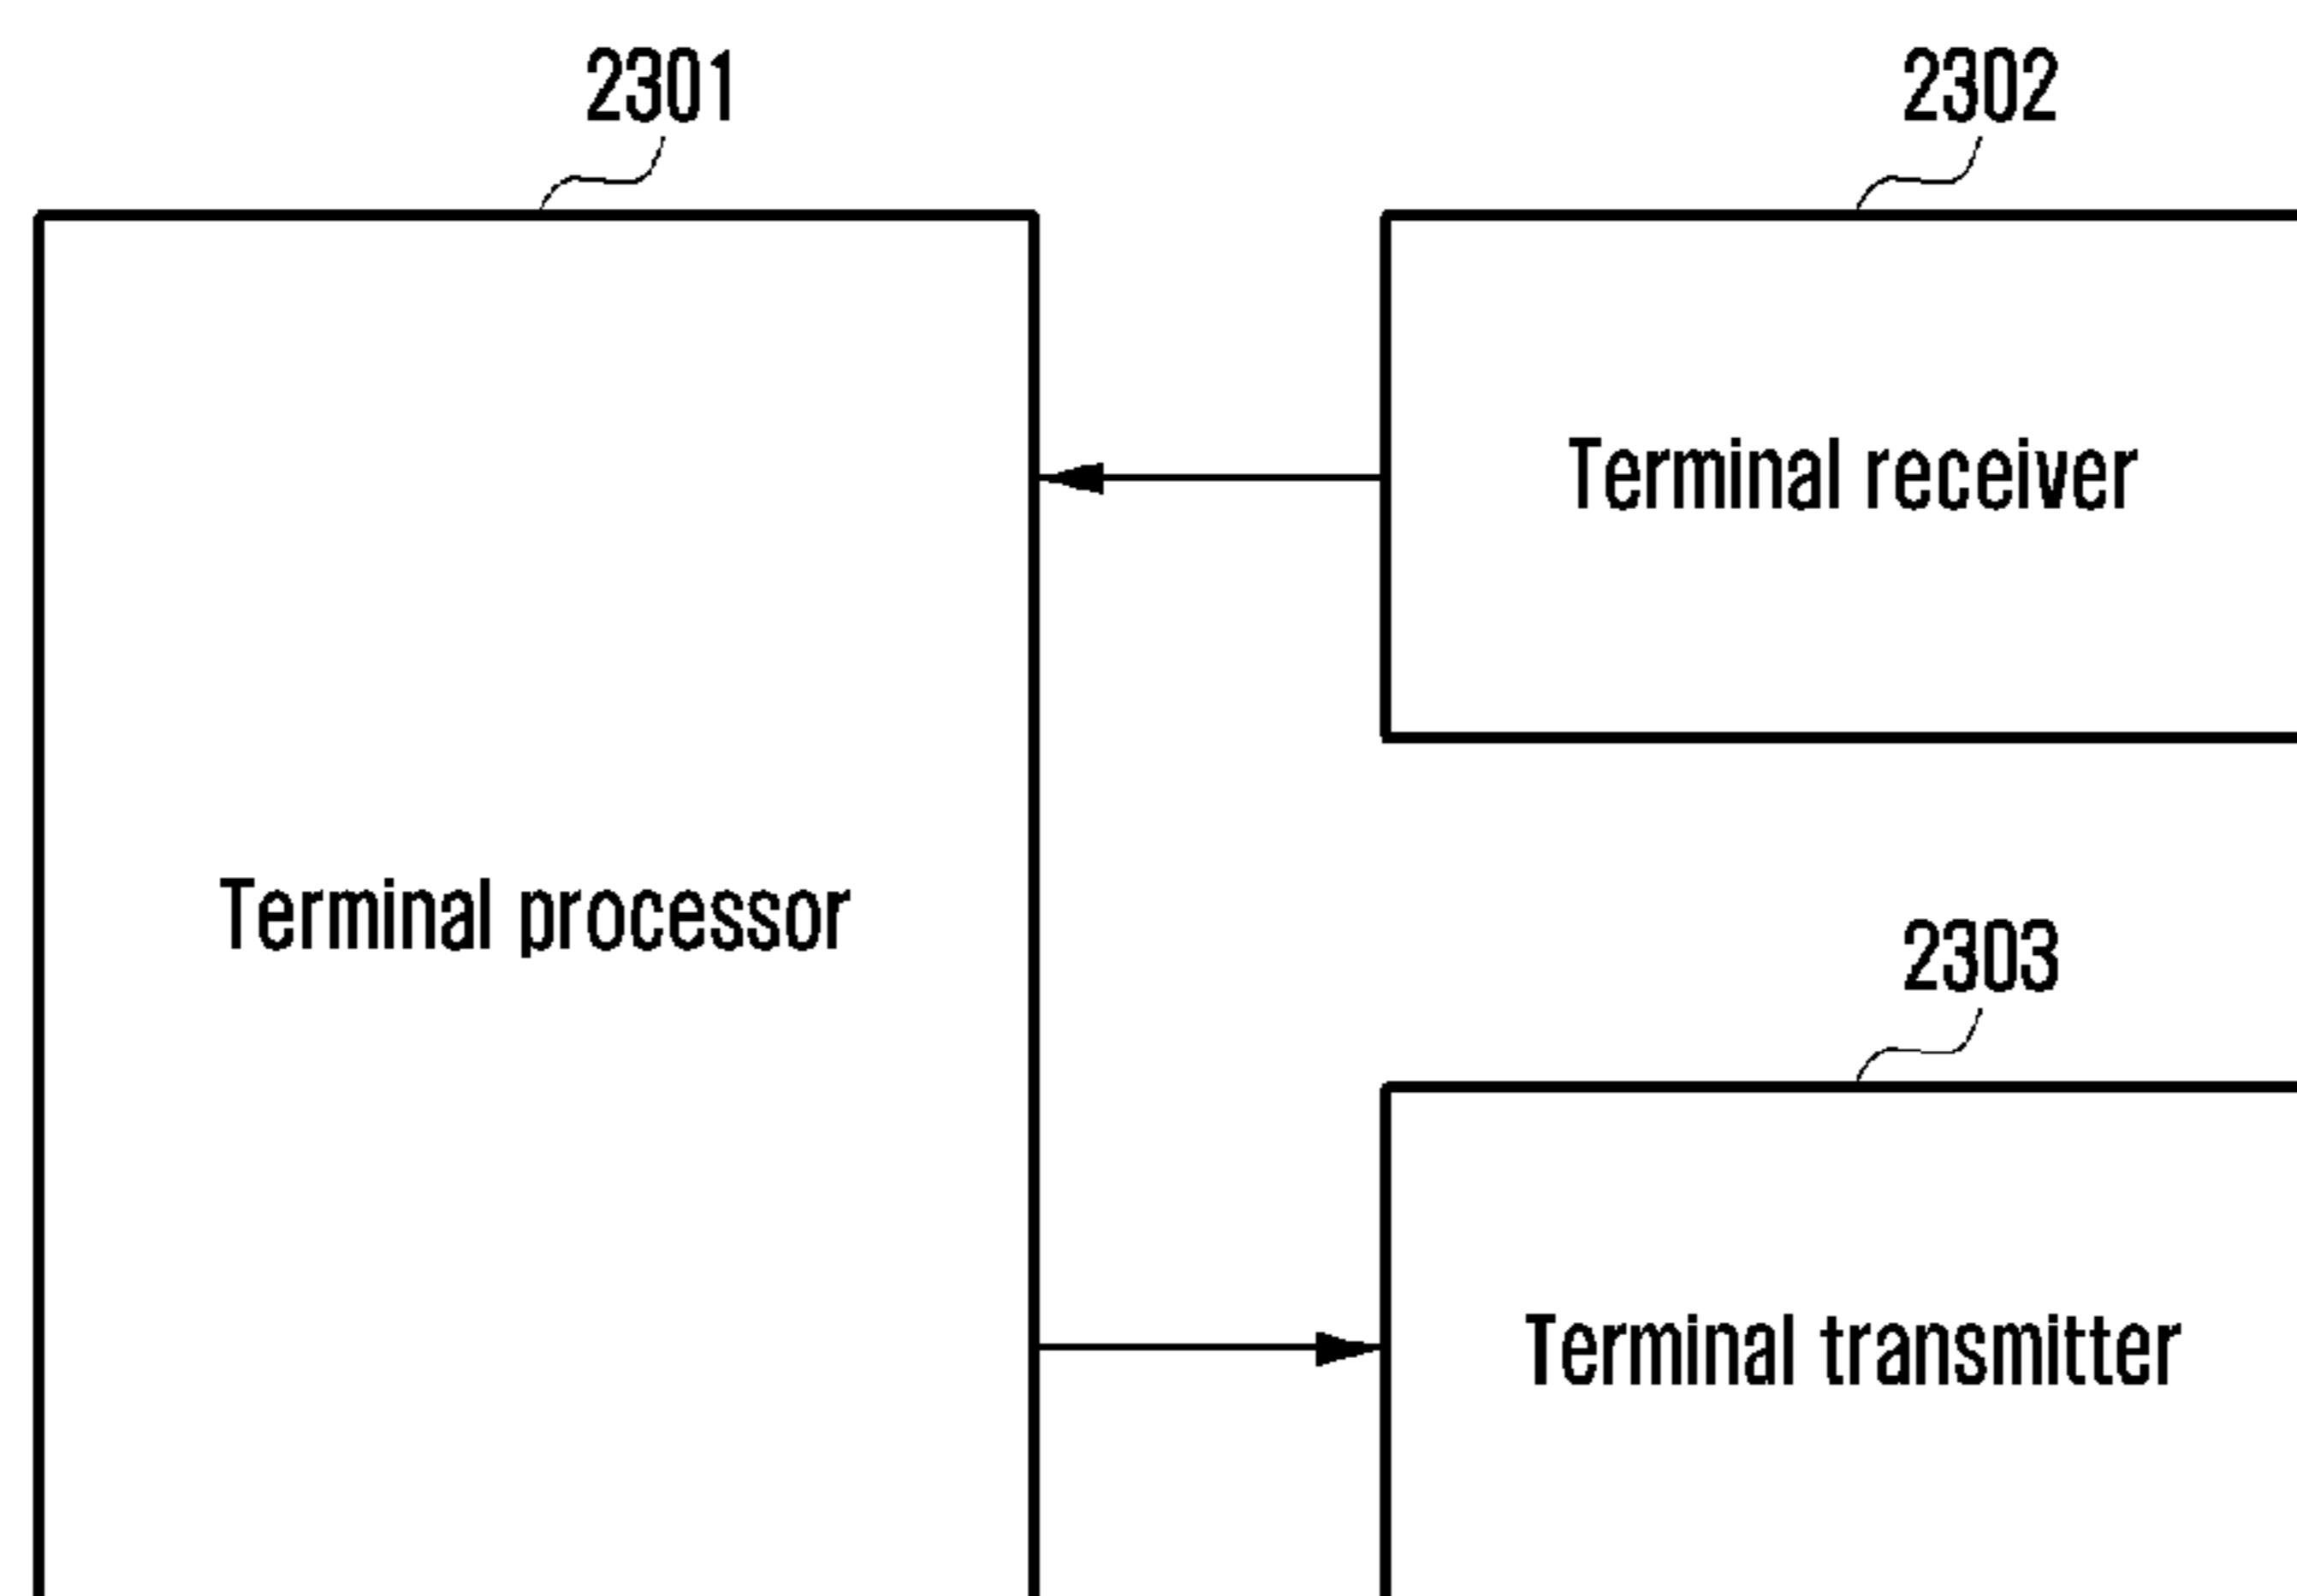 2301
2302
Terminal receiver
Terminal processor
2303
Terminal transmitter